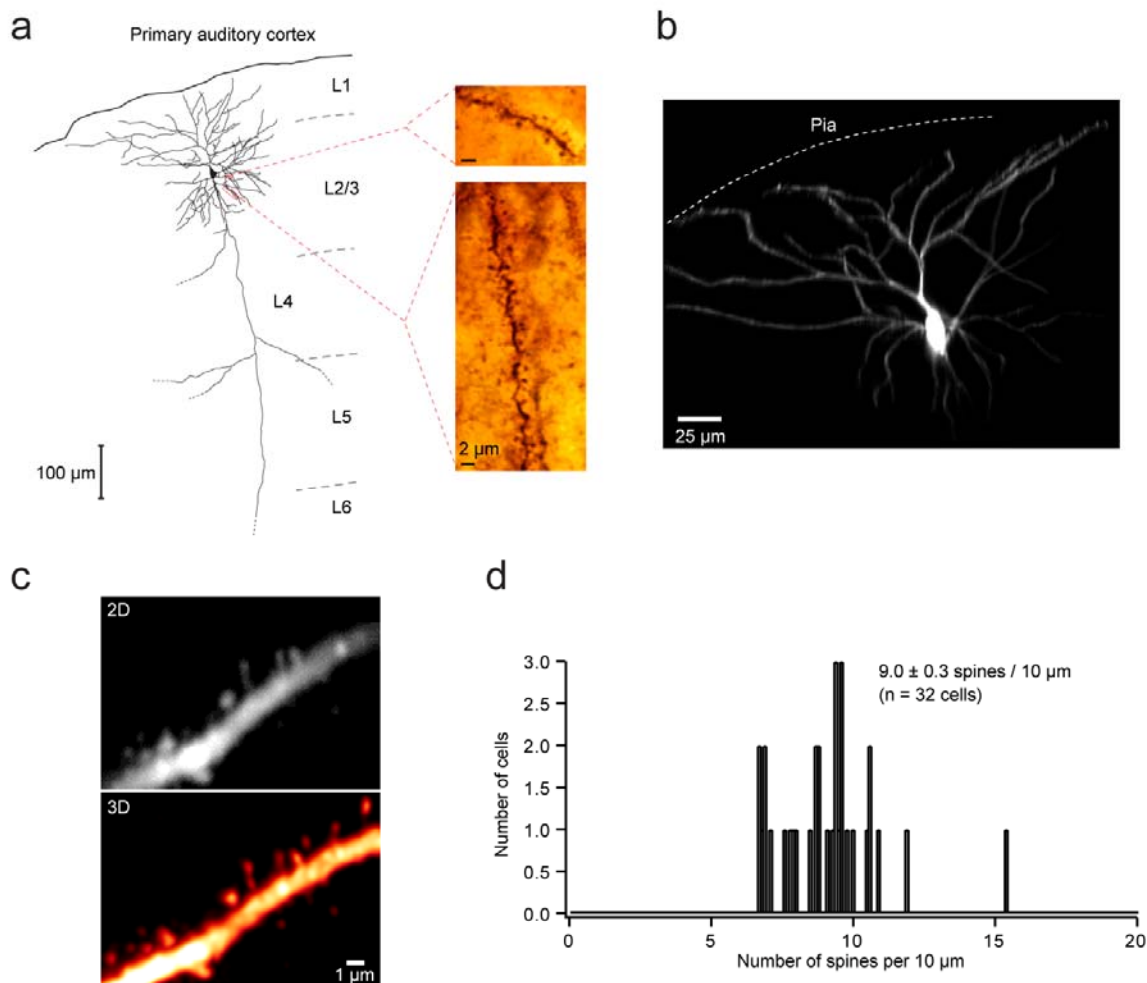 a
Primary auditory cortex
L1
L2/3
L4
L5
L6
100 µm
2 µm
b
Pia
25 µm
c
2D
3D
1 µm
d
9.0 ± 0.3 spines / 10 µm
(n = 32 cells)
Number of cells
3.0
2.5
2.0
1.5
1.0
0.5
0.0
0
5
10
15
20
Number of spines per 10 µm